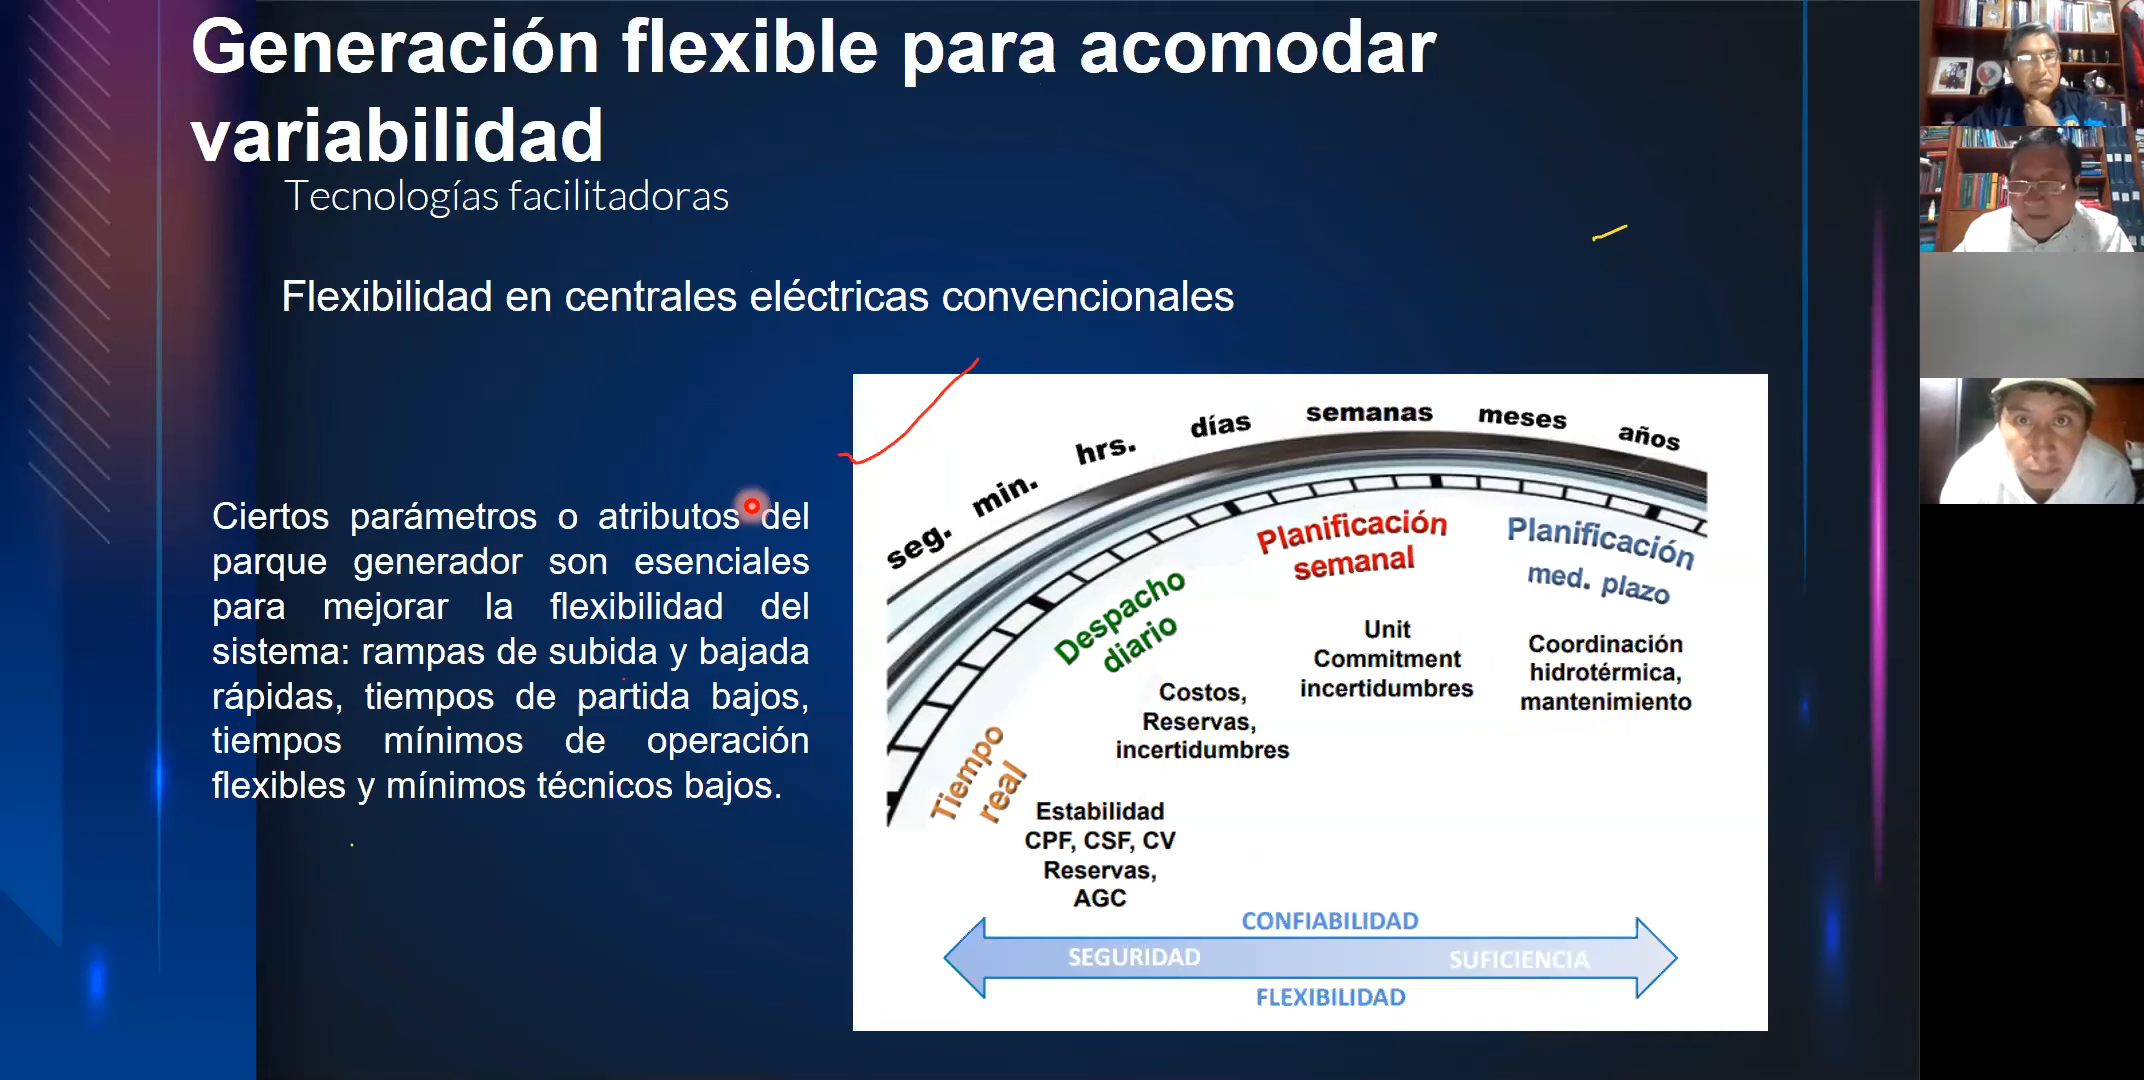 Generación flexible para acomodar
variabilidad
Tecnologías facilitadoras
Flexibilidad en centrales eléctricas convencionales
Ciertos parámetros o atributos del
parque generador son esenciales
para mejorar la flexibilidad del
sistema: rampas de subida y bajada
rápidas, tiempos de partida bajos,
tiempos mínimos de operación
flexibles y mínimos técnicos bajos.
seg.
min.
hrs.
días
semanas
meses
años
Tiempo
real
Estabilidad
CPF, CSF, CV
Reservas,
AGC
Despacho
diario
Costos,
Reservas,
incertidumbres
Planificación
semanal
Unit
Commitment
incertidumbres
Planificación
med. plazo
Coordinación
hidrotérmica,
mantenimiento
CONFIABILIDAD
SEGURIDAD
SUFICIENCIA
FLEXIBILIDAD